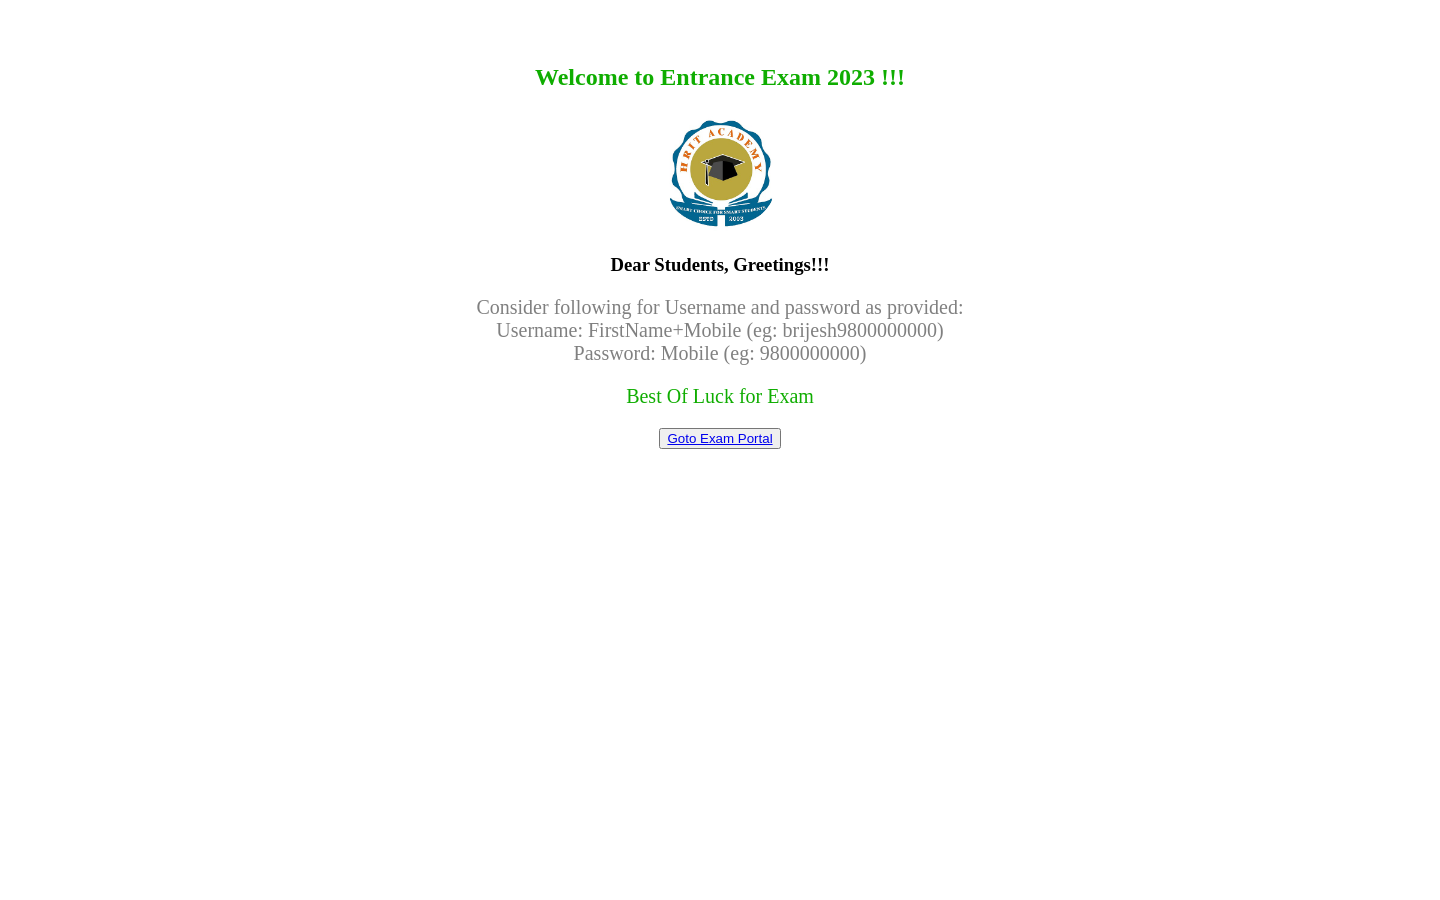 Welcome to Entrance Exam 2023 !!!
HRIT ACADEMY
SMART CHOICE FOR SMART STUDENTS
ESTD 2003
Dear Students, Greetings!!!
Consider following for Username and password as provided:
Username: FirstName+Mobile (eg: brijesh9800000000)
Password: Mobile (eg: 9800000000)
Best Of Luck for Exam
Goto Exam Portal